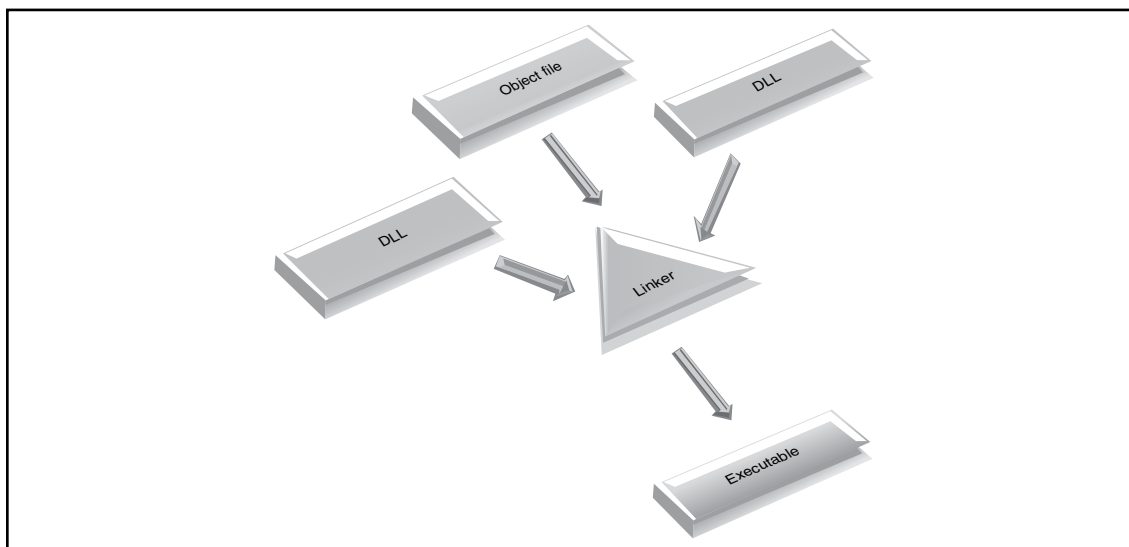 Object file
DLL
DLL
Linker
Executable